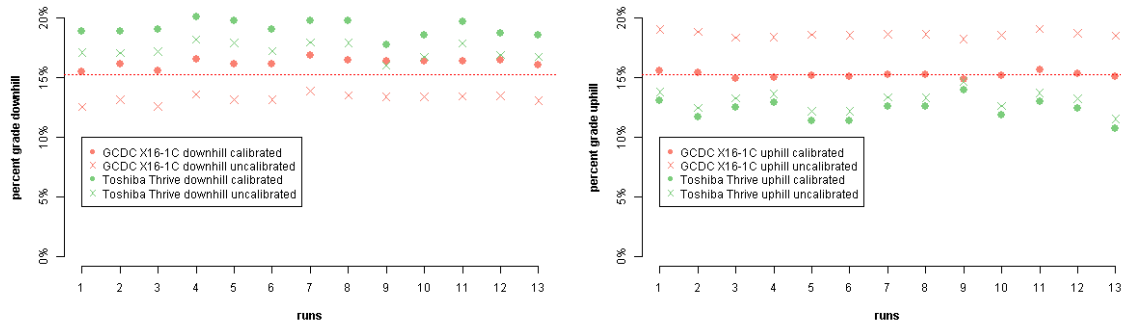 percent grade downhill
20%
15%
10%
5%
0%
GCDC X16-1C downhill calibrated
GCDC X16-1C downhill uncalibrated
Toshiba Thrive downhill calibrated
Toshiba Thrive downhill uncalibrated
1 2 3 4 5 6 7 8 9 10 11 12 13
runs
percent grade uphill
20%
15%
10%
5%
0%
GCDC X16-1C uphill calibrated
GCDC X16-1C uphill uncalibrated
Toshiba Thrive uphill calibrated
Toshiba Thrive uphill uncalibrated
1 2 3 4 5 6 7 8 9 10 11 12 13
runs